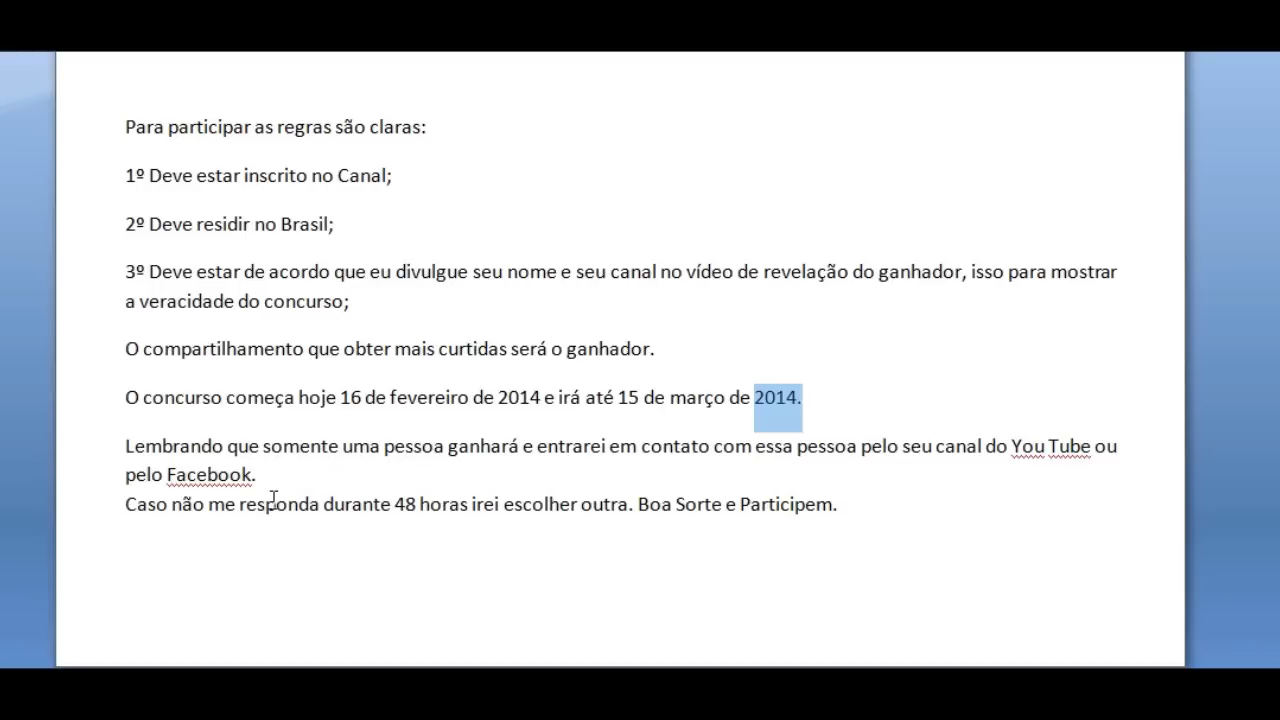 Para participar as regras são claras:
1º Deve estar inscrito no Canal;
2º Deve residir no Brasil;
3º Deve estar de acordo que eu divulgue seu nome e seu canal no vídeo de revelação do ganhador, isso para mostrar
a veracidade do concurso;
O compartilhamento que obter mais curtidas será o ganhador.
O concurso começa hoje 16 de fevereiro de 2014 e irá até 15 de março de 2014.
Lembrando que somente uma pessoa ganhará e entrarei em contato com essa pessoa pelo seu canal do You Tube ou
pelo Facebook.
Caso não me responda durante 48 horas irei escolher outra. Boa Sorte e Participem.